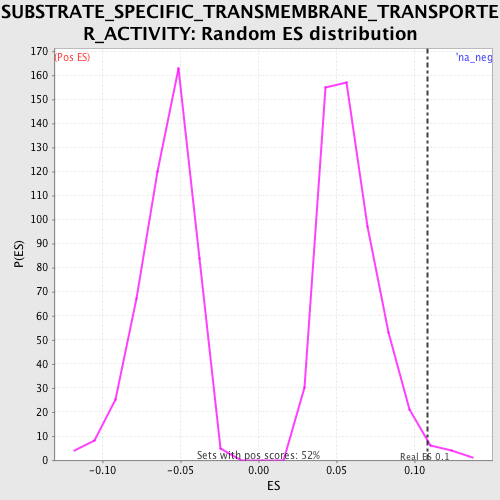 SUBSTRATE_SPECIFIC_TRANSMEMBRANE_TRANSPORTE
R_ACTIVITY: Random ES distribution
(Pos ES)
'na_neg
170
160
150
140
130
120
110
100
90
80
70
60
50
40
30
20
10
0
P(ES)
Sets with pos scores: 52%
Real ES 0.1
-0.10
-0.05
0.00
0.05
0.10
ES